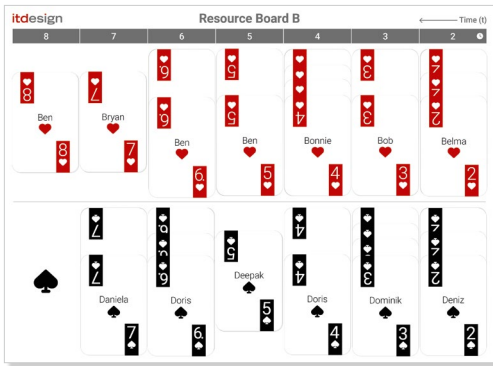 itdesign
Resource Board B
Time (t)
8 7 6 5 4 3 2
6 5 3 2
8 7
6 5 4 3 2
Ben Bryan Ben Ben Bonnie Bob Belma
8 7 6 5 4 3 2
7 6 4 3 2
5
7 6 4 3 2
Daniela Doris Deepak Doris Dominik Deniz
7 6 5 4 3 2